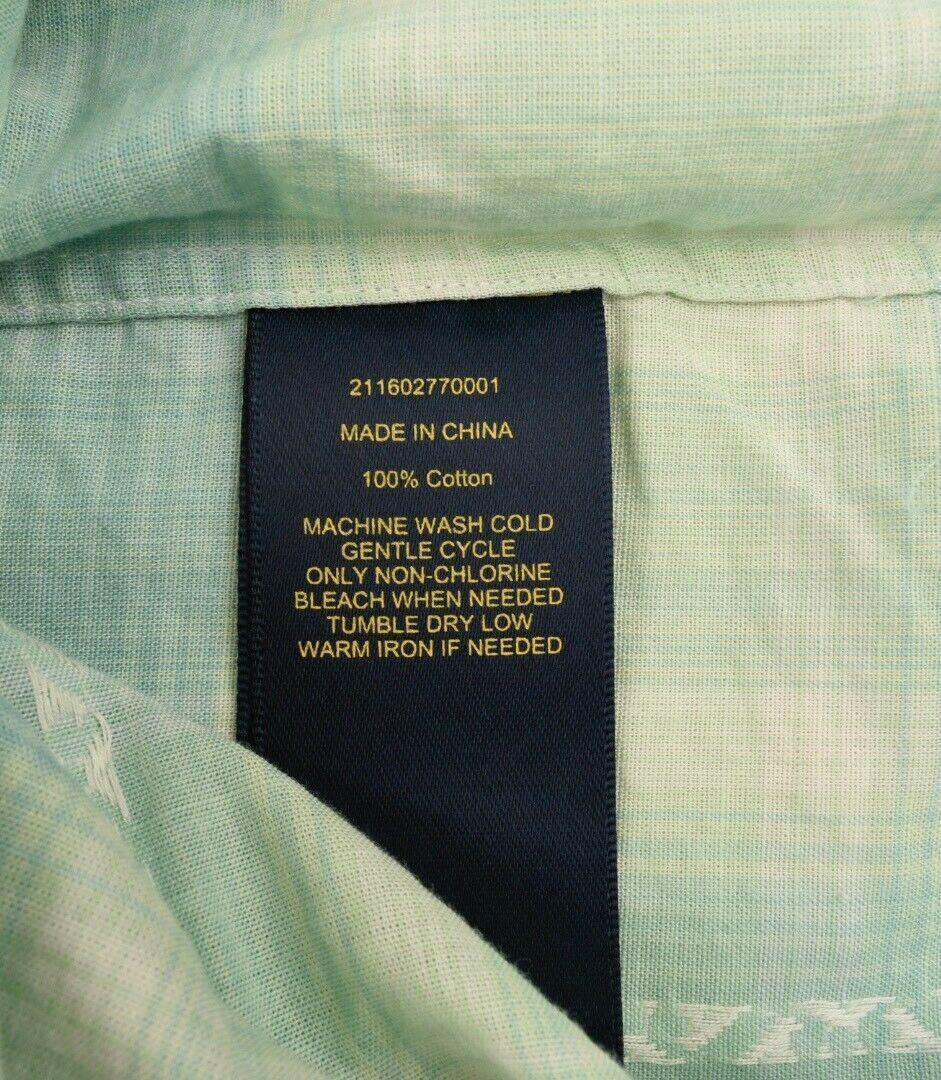 211602770001
MADE IN CHINA
100% Cotton
MACHINE WASH COLD
GENTLE CYCLE
ONLY NON-CHLORINE
BLEACH WHEN NEEDED
TUMBLE DRY LOW
WARM IRON IF NEEDED